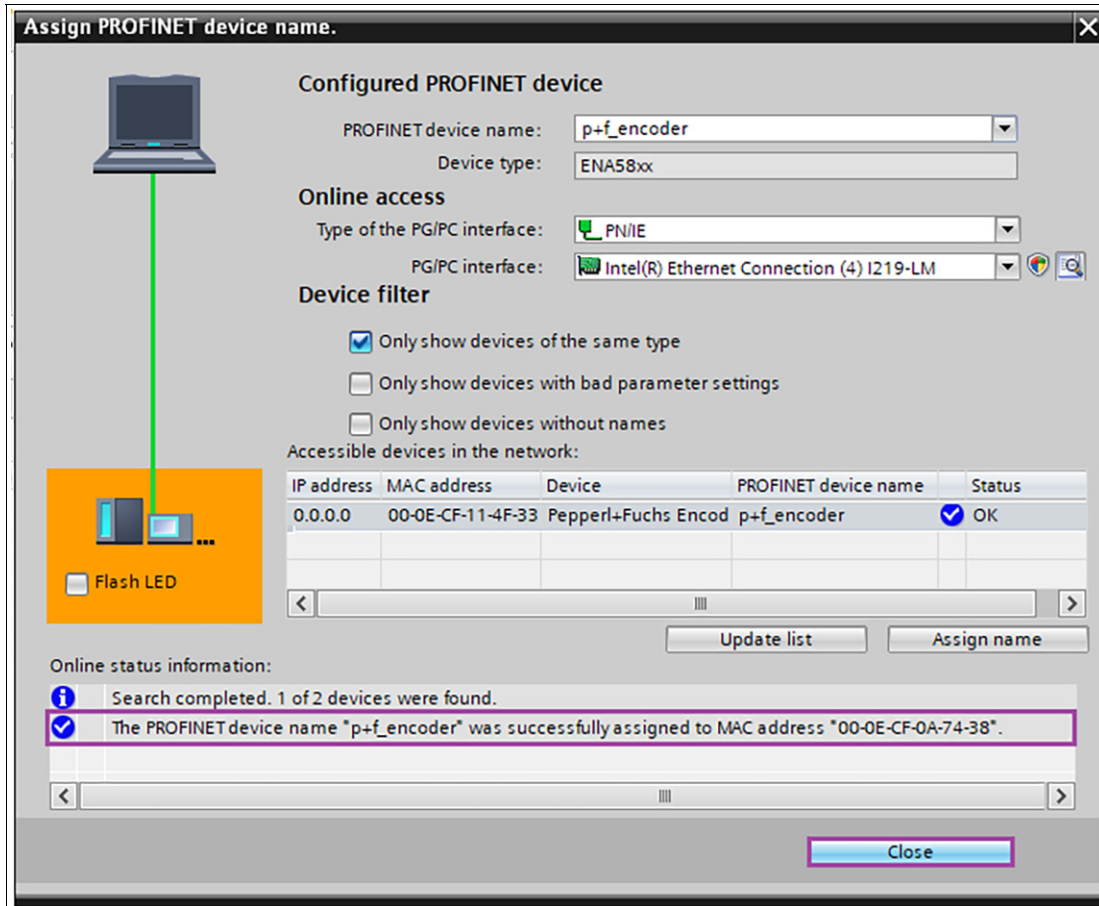 Assign PROFINET device name.
Configured PROFINET device
PROFINET device name: p+f_encoder
Device type: ENA58xx
Online access
Type of the PG/PC interface: PN/IE
PG/PC interface: Intel(R) Ethernet Connection (4) I219-LM
Device filter
Only show devices of the same type
Only show devices with bad parameter settings
Only show devices without names
Accessible devices in the network:
IP address MAC address Device PROFINET device name Status
0.0.0.0 00-0E-CF-11-4F-33 Pepperl+Fuchs Encod p+f_encoder OK
Flash LED
Update list Assign name
Online status information:
Search completed. 1 of 2 devices were found.
The PROFINET device name "p+f_encoder" was successfully assigned to MAC address "00-0E-CF-0A-74-38".
Close